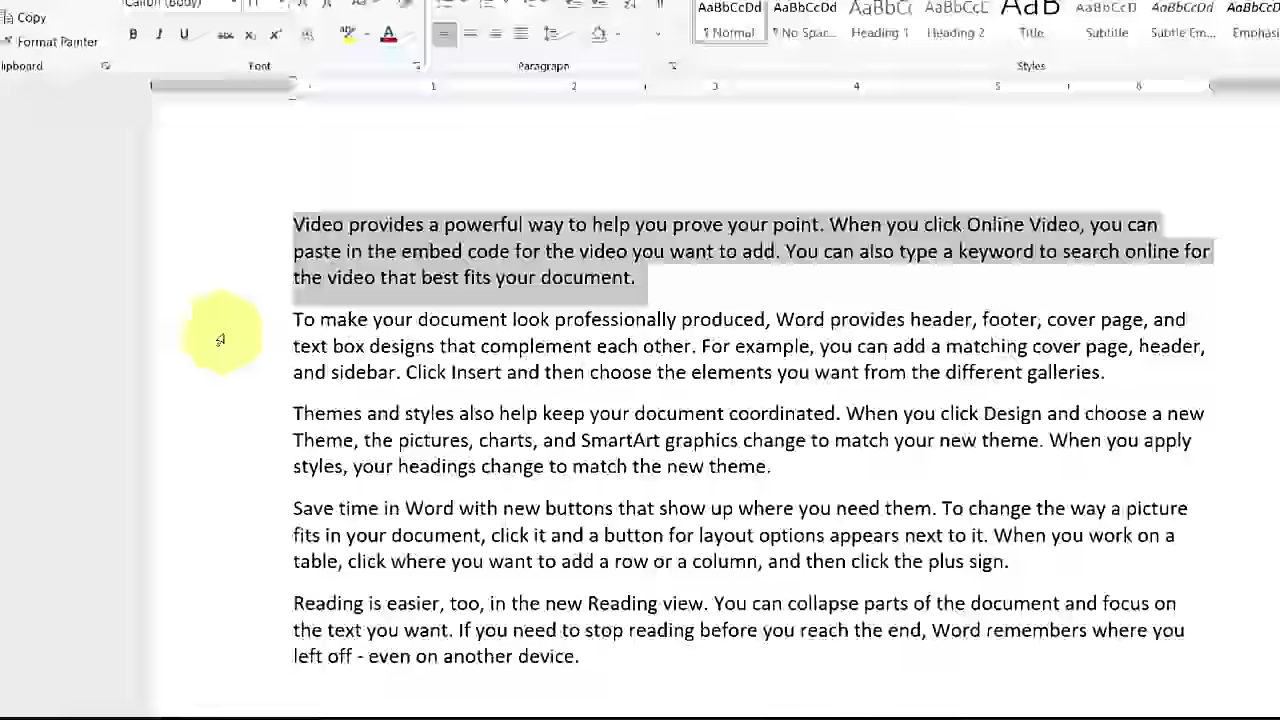 Copy
Format Painter
lipboard
Font
Paragraph
Styles
B I U
AaBbCcDd AaBbCcDd AaBbC( AaBbCcC AaB AaBbCcD AaBbCcDd AaBbCcD
¶ Normal ¶ No Spac... Heading 1 Heading 2 Title Subtitle Subtle Em... Emphasi
1 2 3 4 5 6
Video provides a powerful way to help you prove your point. When you click Online Video, you can
paste in the embed code for the video you want to add. You can also type a keyword to search online for
the video that best fits your document.
To make your document look professionally produced, Word provides header, footer, cover page, and
text box designs that complement each other. For example, you can add a matching cover page, header,
and sidebar. Click Insert and then choose the elements you want from the different galleries.
Themes and styles also help keep your document coordinated. When you click Design and choose a new
Theme, the pictures, charts, and SmartArt graphics change to match your new theme. When you apply
styles, your headings change to match the new theme.
Save time in Word with new buttons that show up where you need them. To change the way a picture
fits in your document, click it and a button for layout options appears next to it. When you work on a
table, click where you want to add a row or a column, and then click the plus sign.
Reading is easier, too, in the new Reading view. You can collapse parts of the document and focus on
the text you want. If you need to stop reading before you reach the end, Word remembers where you
left off - even on another device.